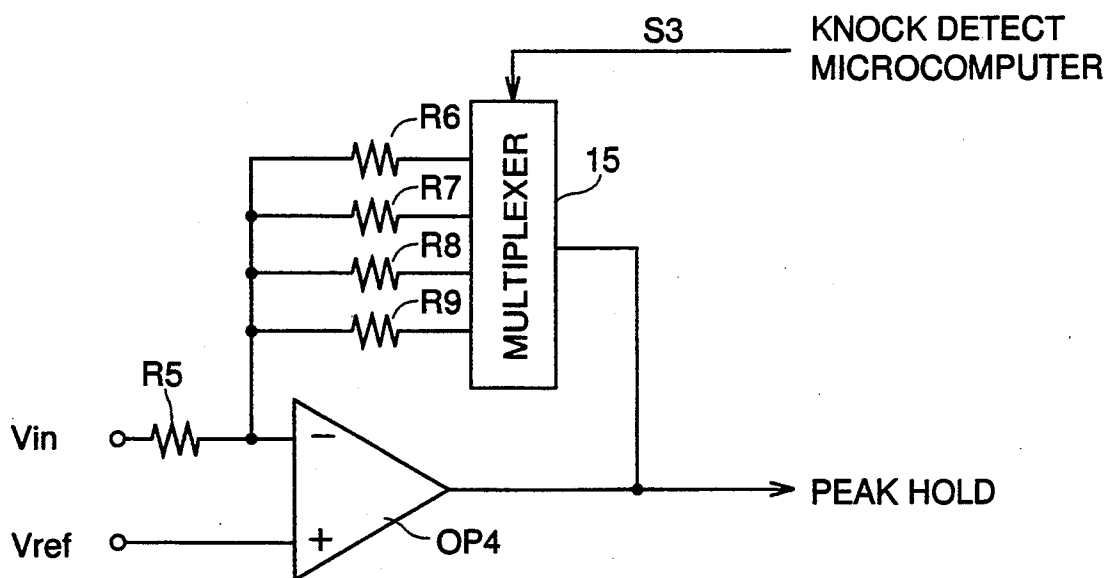 S3
KNOCK DETECT
MICROCOMPUTER
R6
R7
R8
R9
MULTIPLEXER
15
R5
Vin
−
Vref
+
OP4
PEAK HOLD